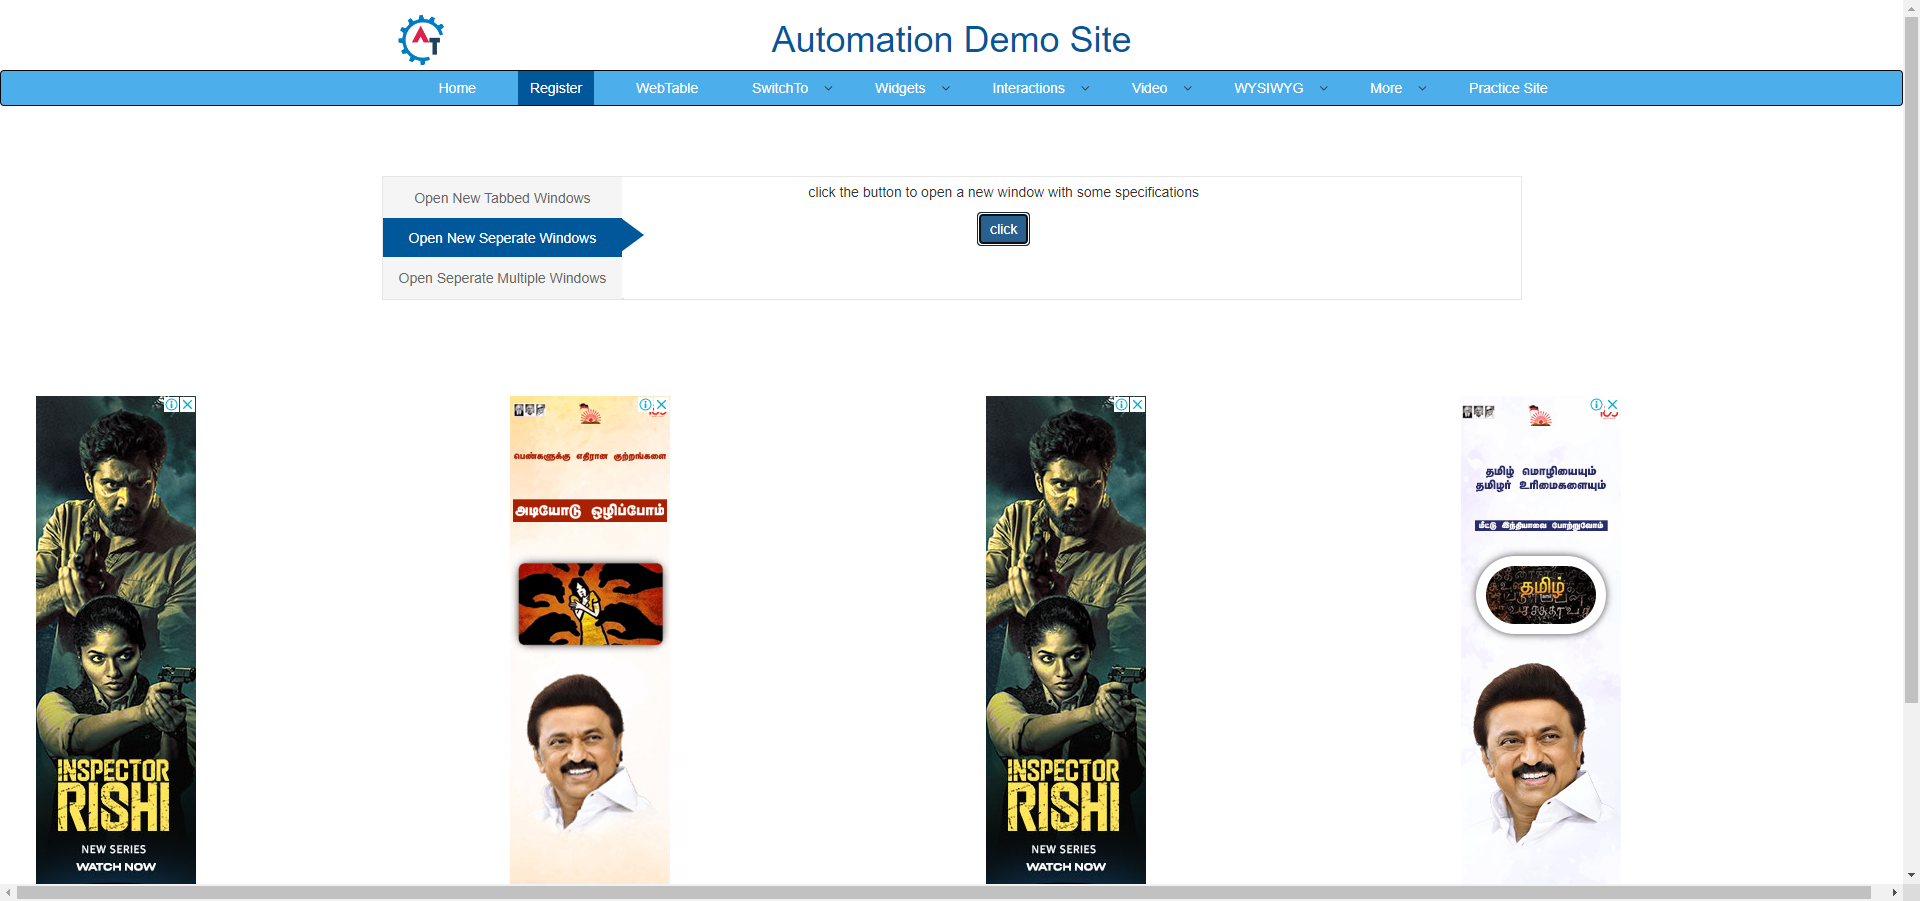 Automation Demo Site
Home Register WebTable SwitchTo Widgets Interactions Video WYSIWYG More Practice Site
Open New Tabbed Windows
Open New Seperate Windows
Open Seperate Multiple Windows
click the button to open a new window with some specifications
click
INSPECTOR
RISHI
NEW SERIES
WATCH NOW
பெண்களுக்கு எதிரான குற்றங்களை
அடியோடு ஒழிப்போம்
INSPECTOR
RISHI
NEW SERIES
WATCH NOW
தமிழ் மொழியையும்
தமிழர் உரிமைகளையும்
மீட்டு இந்தியாவை போற்றுவோம்
தமிழ்